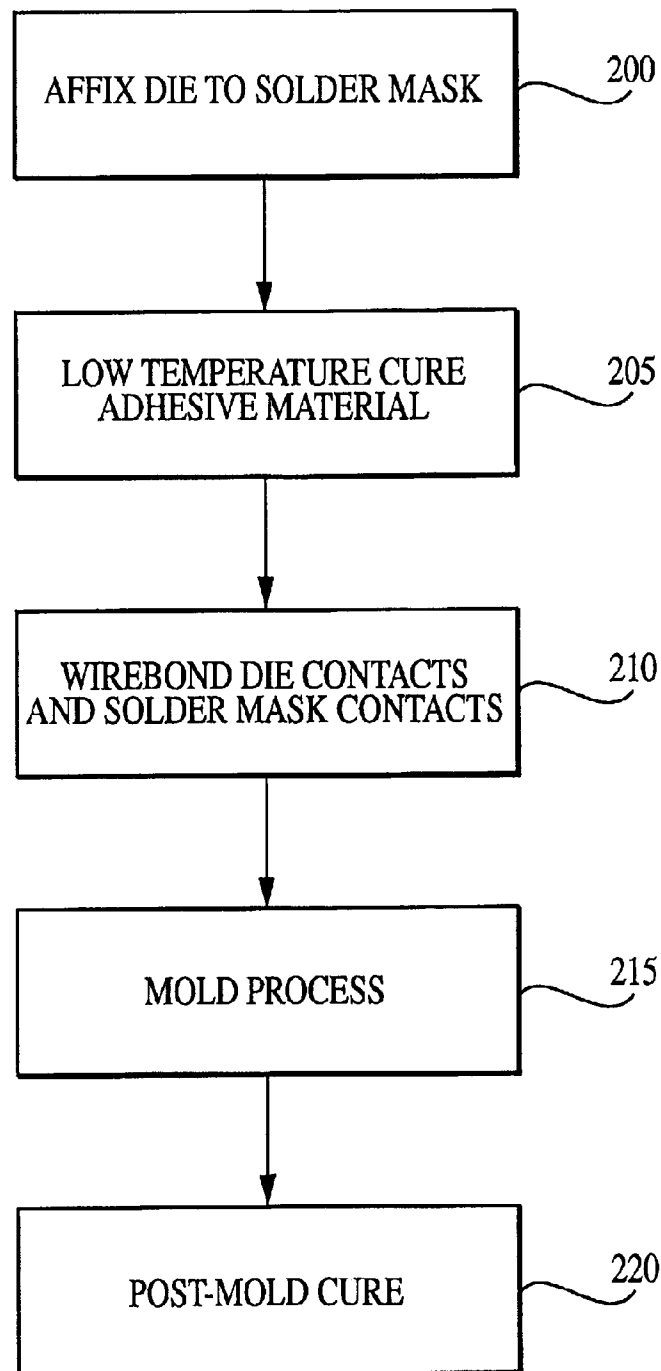 AFFIX DIE TO SOLDER MASK
200
LOW TEMPERATURE CURE
ADHESIVE MATERIAL
205
WIREBOND DIE CONTACTS
AND SOLDER MASK CONTACTS
210
MOLD PROCESS
215
POST-MOLD CURE
220